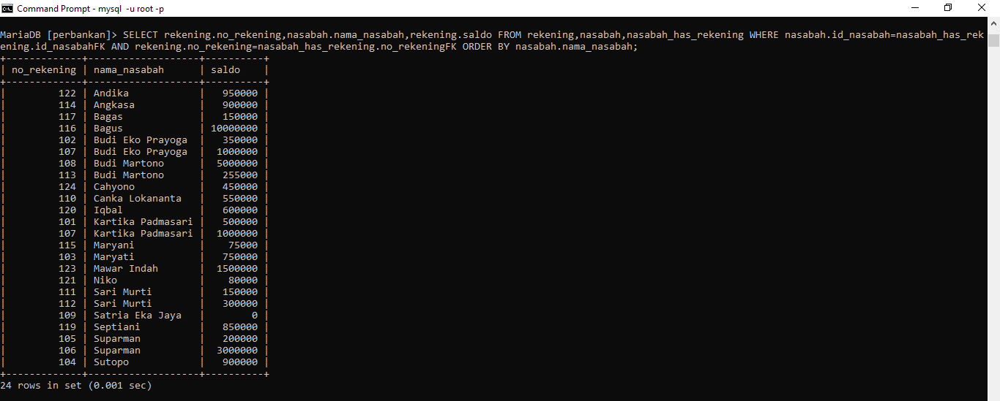 Command Prompt - mysql -u root -p
MariaDB [perbankan]> SELECT rekening.no_rekening,nasabah.nama_nasabah,rekening.saldo FROM rekening,nasabah,nasabah_has_rekening WHERE nasabah.id_nasabah=nasabah_has_rek
ening.id_nasabahFK AND rekening.no_rekening=nasabah_has_rekening.no_rekeningFK ORDER BY nasabah.nama_nasabah;
+-------------+-------------------+----------+
| no_rekening | nama_nasabah      | saldo    |
+-------------+-------------------+----------+
|         122 | Andika            |   950000 |
|         114 | Angkasa           |   900000 |
|         117 | Bagas             |   150000 |
|         116 | Bagus             | 10000000 |
|         102 | Budi Eko Prayoga  |   350000 |
|         107 | Budi Eko Prayoga  |  1000000 |
|         108 | Budi Martono      |  5000000 |
|         113 | Budi Martono      |   255000 |
|         124 | Cahyono           |   450000 |
|         110 | Canka Lokananta   |   550000 |
|         120 | Iqbal             |   600000 |
|         101 | Kartika Padmasari |   500000 |
|         107 | Kartika Padmasari |  1000000 |
|         115 | Maryani           |    75000 |
|         103 | Maryati           |   750000 |
|         123 | Mawar Indah       |  1500000 |
|         121 | Niko              |    80000 |
|         111 | Sari Murti        |   150000 |
|         112 | Sari Murti        |   300000 |
|         109 | Satria Eka Jaya   |        0 |
|         119 | Septiani          |   850000 |
|         105 | Suparman          |   200000 |
|         106 | Suparman          |  3000000 |
|         104 | Sutopo            |   900000 |
+-------------+-------------------+----------+
24 rows in set (0.001 sec)